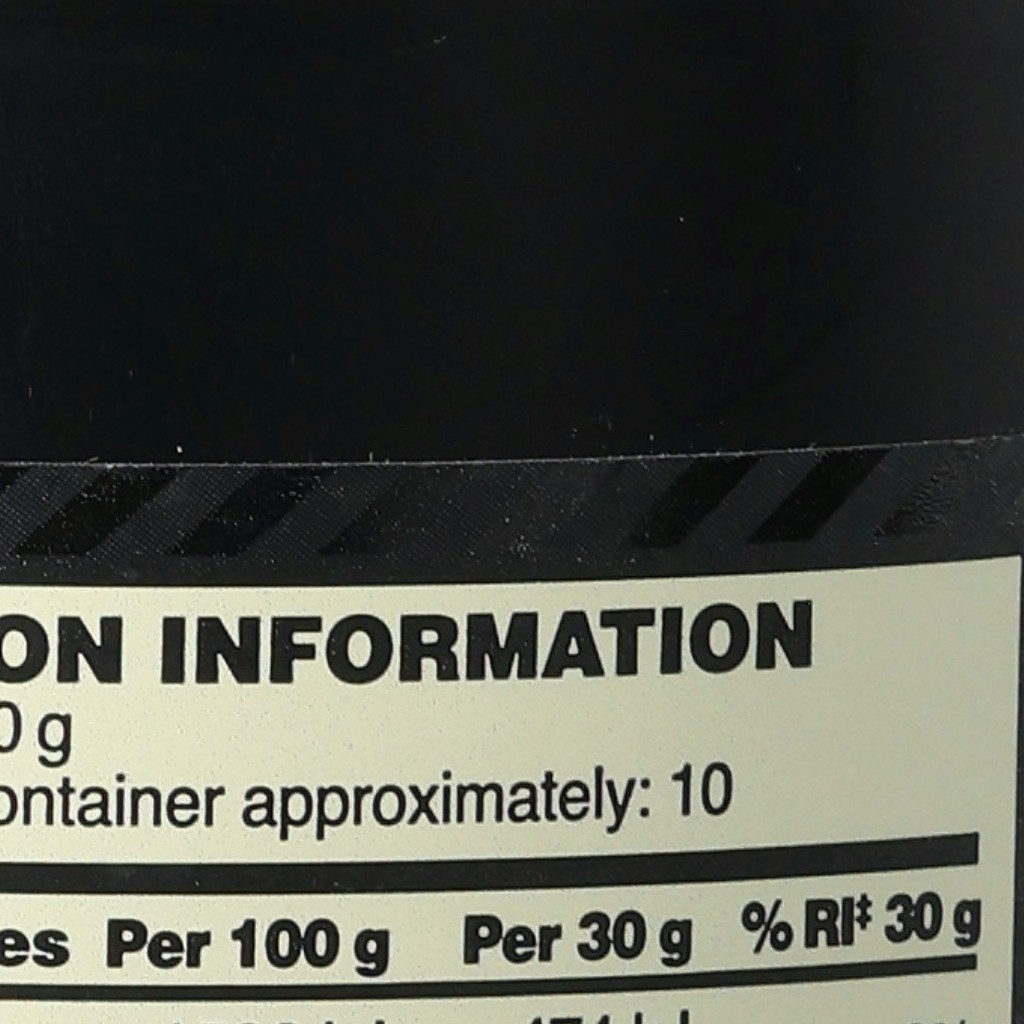 ON INFORMATION
0 g
ontainer approximately: 10
es Per 100 g Per 30 g % RI‡ 30 g